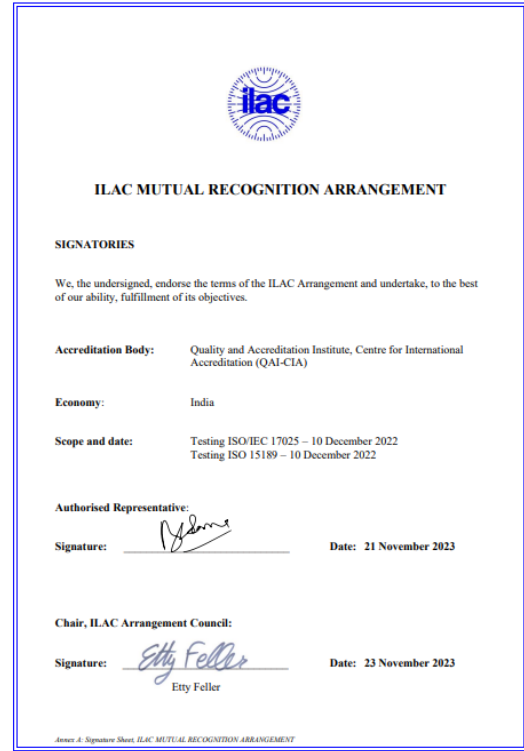 ilac
ILAC MUTUAL RECOGNITION ARRANGEMENT
SIGNATORIES
We, the undersigned, endorse the terms of the ILAC Arrangement and undertake, to the best
of our ability, fulfillment of its objectives.
Accreditation Body: Quality and Accreditation Institute, Centre for International
Accreditation (QAI-CIA)
Economy: India
Scope and date: Testing ISO/IEC 17025 – 10 December 2022
Testing ISO 15189 – 10 December 2022
Authorised Representative:
Signature: Date: 21 November 2023
Chair, ILAC Arrangement Council:
Signature: Etty Feller Date: 23 November 2023
Etty Feller
Annex A: Signature Sheet, ILAC MUTUAL RECOGNITION ARRANGEMENT